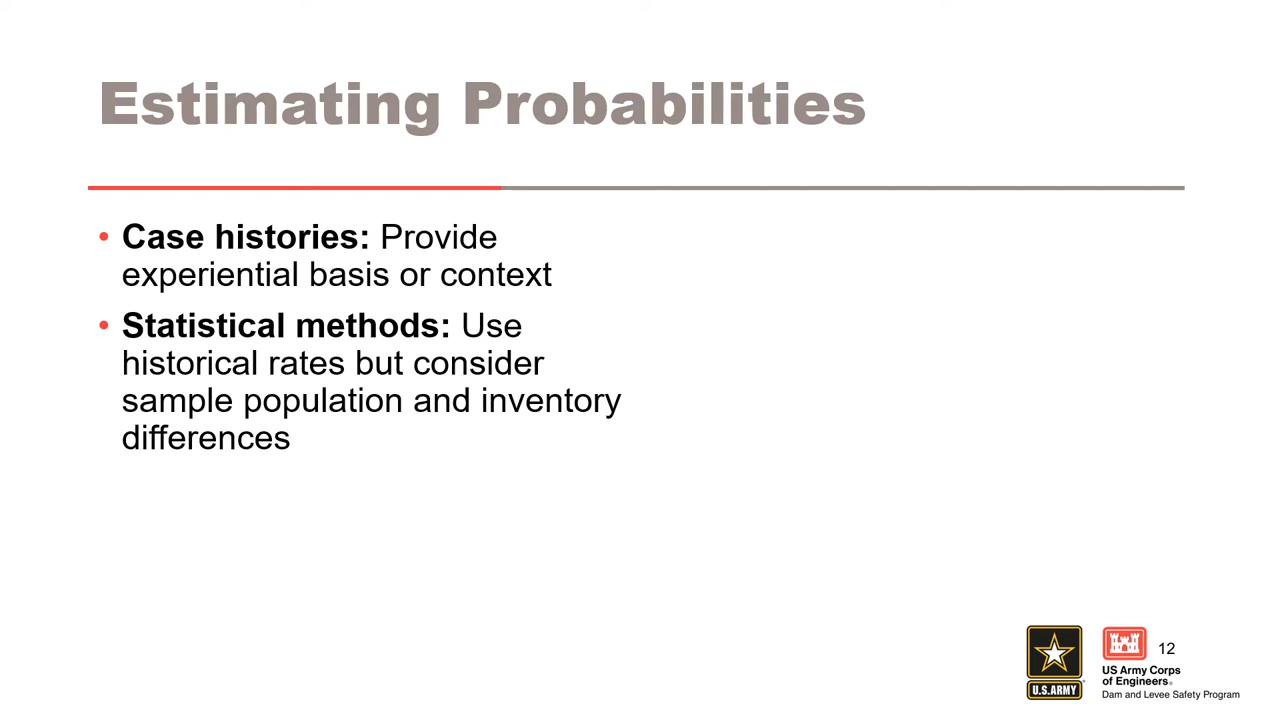 Estimating Probabilities
• Case histories: Provide
experiential basis or context
• Statistical methods: Use
historical rates but consider
sample population and inventory
differences
U.S.ARMY
12
US Army Corps
of Engineers®
Dam and Levee Safety Program